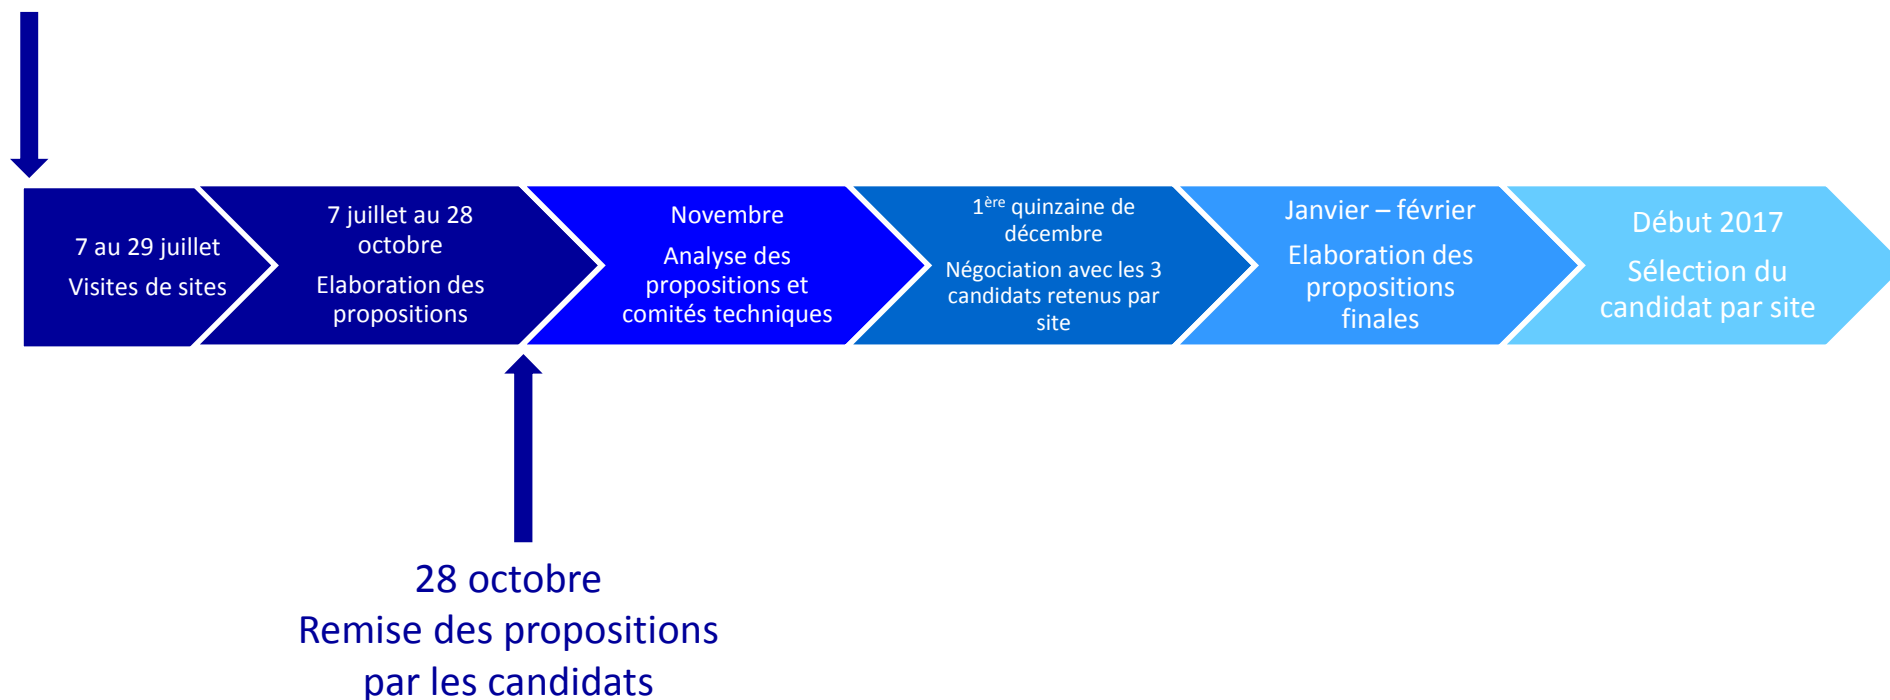 7 au 29 juillet
Visites de sites
7 juillet au 28
octobre
Elaboration des
propositions
Novembre
Analyse des
propositions et
comités techniques
1ère quinzaine de
décembre
Négociation avec les 3
candidats retenus par
site
Janvier – février
Elaboration des
propositions
finales
Début 2017
Sélection du
candidat par site
28 octobre
Remise des propositions
par les candidats